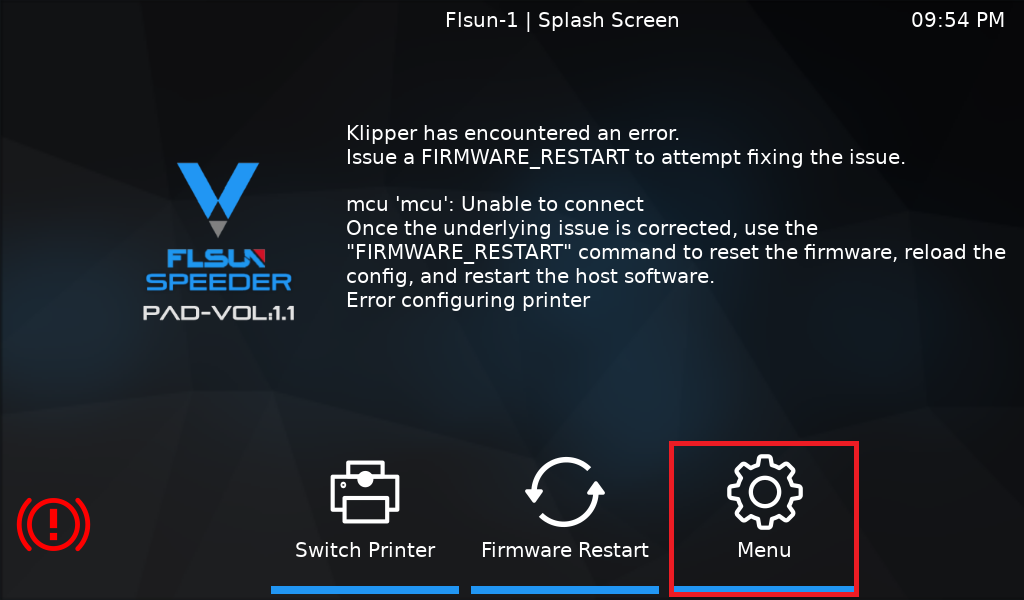 Flsun-1 | Splash Screen
09:54 PM
Klipper has encountered an error.
Issue a FIRMWARE_RESTART to attempt fixing the issue.
mcu 'mcu': Unable to connect
Once the underlying issue is corrected, use the
"FIRMWARE_RESTART" command to reset the firmware, reload the
config, and restart the host software.
Error configuring printer
FLSUN
SPEEDER
PAD-VOL:1.1
Switch Printer
Firmware Restart
Menu